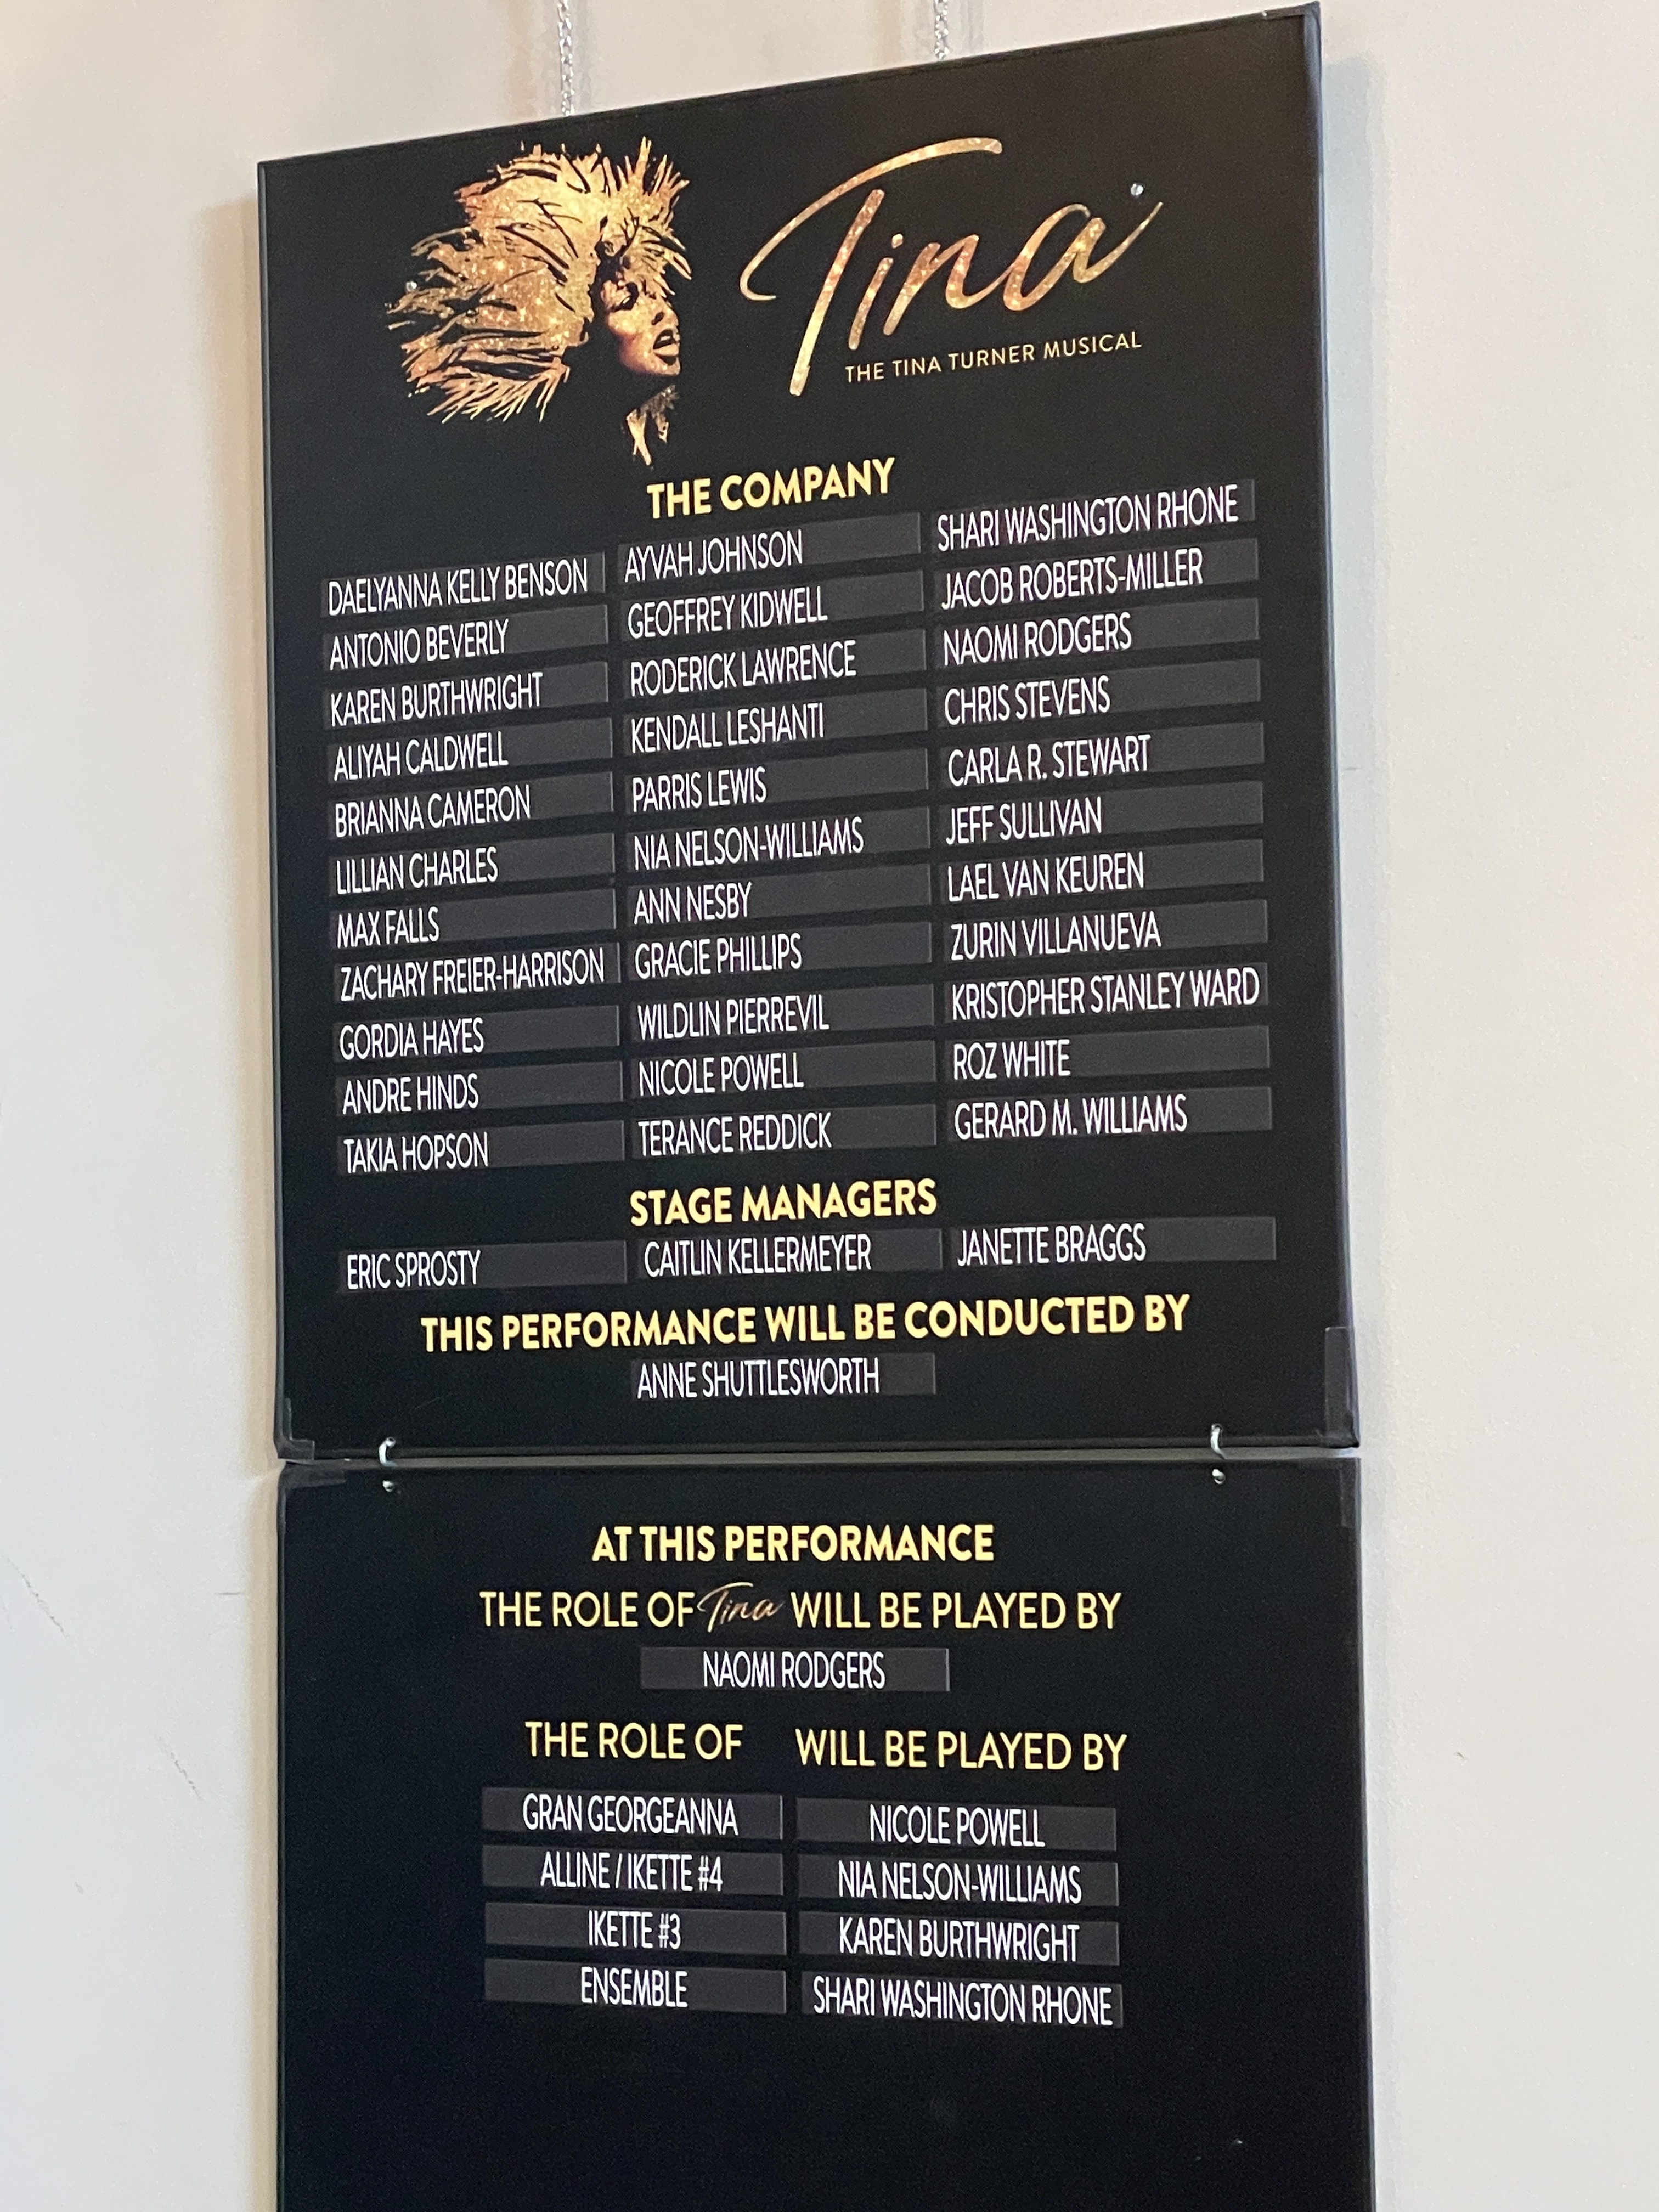 Tina
THE TINA TURNER MUSICAL
THE COMPANY
DAELYANNA KELLY BENSON
ANTONIO BEVERLY
KAREN BURTHWRIGHT
ALIYAH CALDWELL
BRIANNA CAMERON
LILLIAN CHARLES
MAX FALLS
ZACHARY FREIER-HARRISON
GORDIA HAYES
ANDRE HINDS
TAKIA HOPSON
AYVAH JOHNSON
GEOFFREY KIDWELL
RODERICK LAWRENCE
KENDALL LESHANTI
PARRIS LEWIS
NIA NELSON-WILLIAMS
ANN NESBY
GRACIE PHILLIPS
WILDLIN PIERREVIL
NICOLE POWELL
TERANCE REDDICK
SHARI WASHINGTON RHONE
JACOB ROBERTS-MILLER
NAOMI RODGERS
CHRIS STEVENS
CARLA R. STEWART
JEFF SULLIVAN
LAEL VAN KEUREN
ZURIN VILLANUEVA
KRISTOPHER STANLEY WARD
ROZ WHITE
GERARD M. WILLIAMS
STAGE MANAGERS
ERIC SPROSTY CAITLIN KELLERMEYER JANETTE BRAGGS
THIS PERFORMANCE WILL BE CONDUCTED BY
ANNE SHUTTLESWORTH
AT THIS PERFORMANCE
THE ROLE OF Tina WILL BE PLAYED BY
NAOMI RODGERS
THE ROLE OF WILL BE PLAYED BY
GRAN GEORGEANNA NICOLE POWELL
ALLINE / IKETTE #4 NIA NELSON-WILLIAMS
IKETTE #3 KAREN BURTHWRIGHT
ENSEMBLE SHARI WASHINGTON RHONE